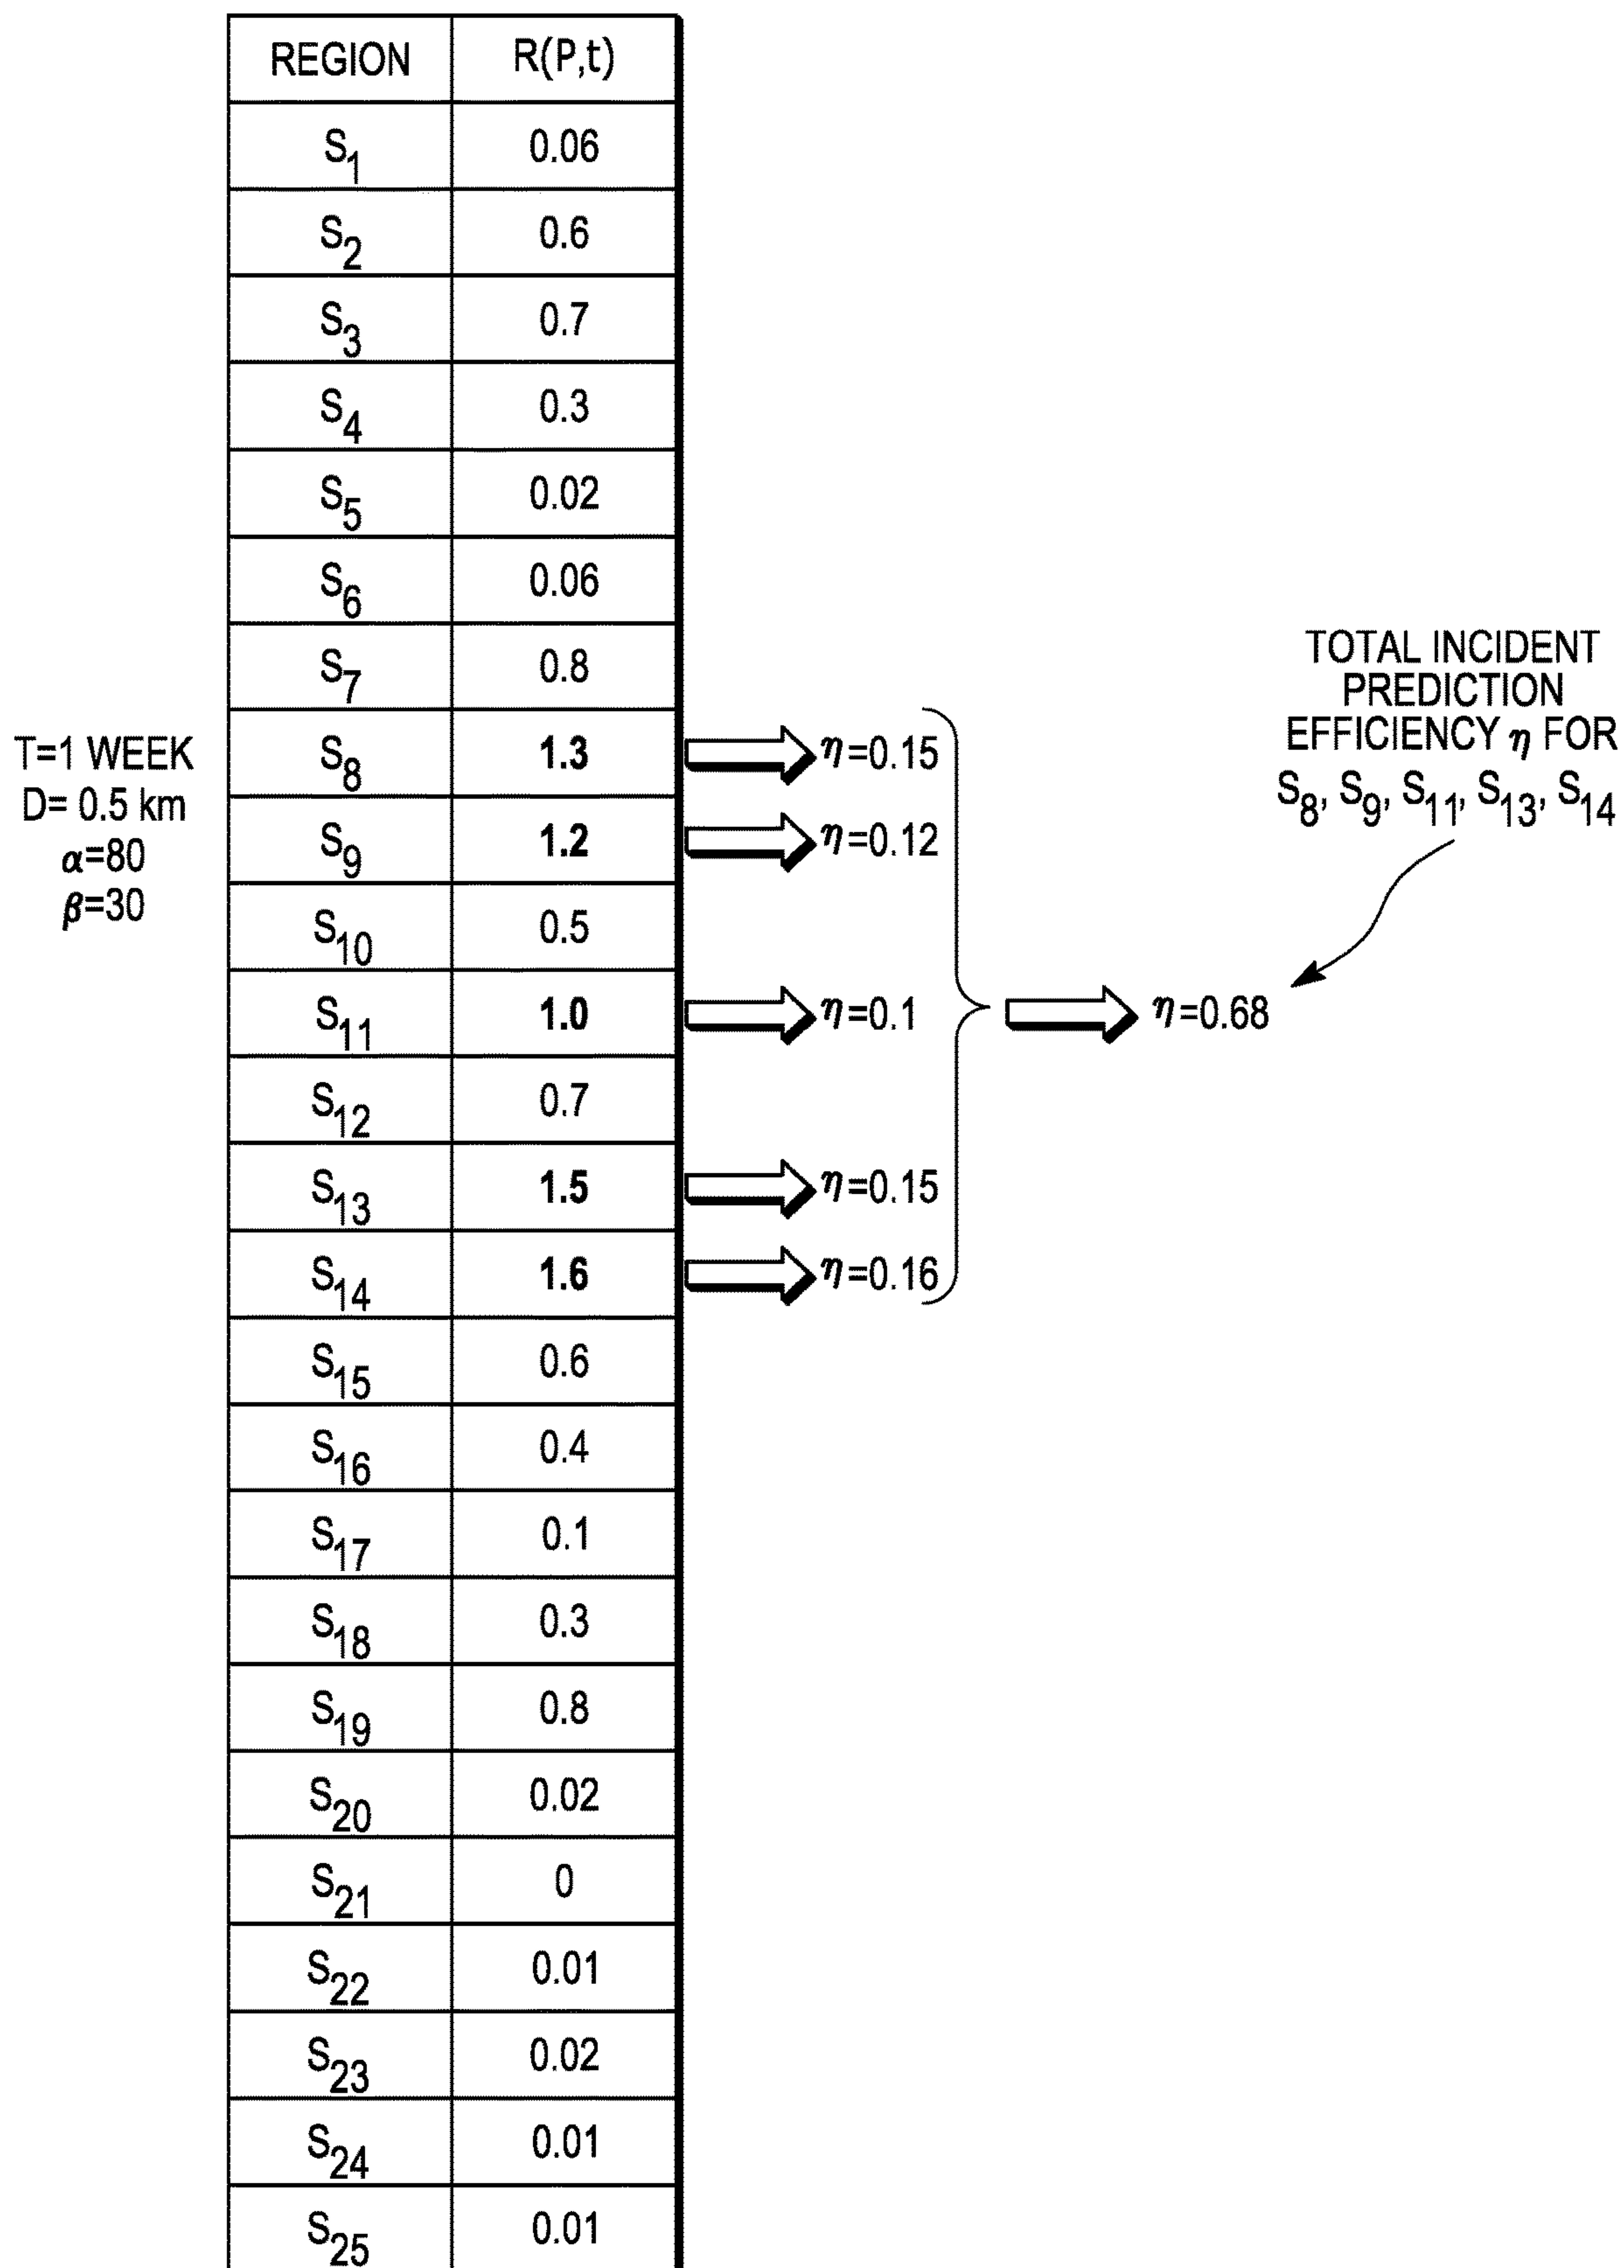 REGION R(P,t)
S1 0.06
S2 0.6
S3 0.7
S4 0.3
S5 0.02
S6 0.06
S7 0.8
S8 1.3 η=0.15
S9 1.2 η=0.12
S10 0.5
S11 1.0 η=0.1
S12 0.7
S13 1.5 η=0.15
S14 1.6 η=0.16
S15 0.6
S16 0.4
S17 0.1
S18 0.3
S19 0.8
S20 0.02
S21 0
S22 0.01
S23 0.02
S24 0.01
S25 0.01
T=1 WEEK
D= 0.5 km
α=80
β=30
η=0.68
TOTAL INCIDENT
PREDICTION
EFFICIENCY η FOR
S8, S9, S11, S13, S14